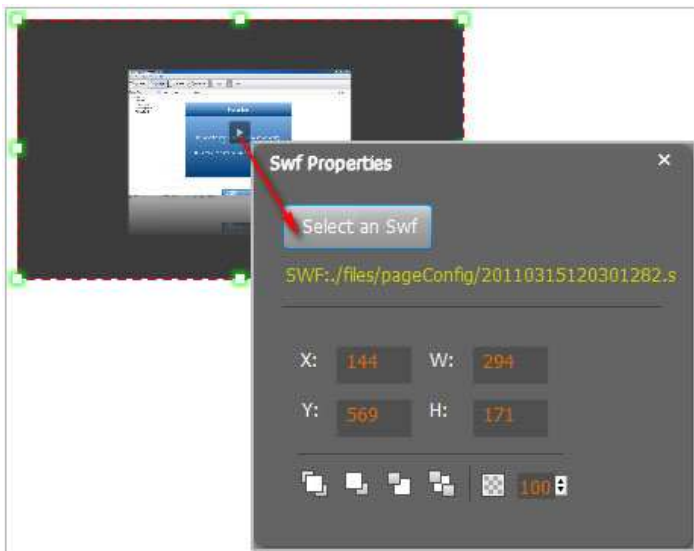 Swf Properties
Select an Swf
SWF:./files/pageConfig/20110315120301282.s
X: 144 W: 294
Y: 569 H: 171
100